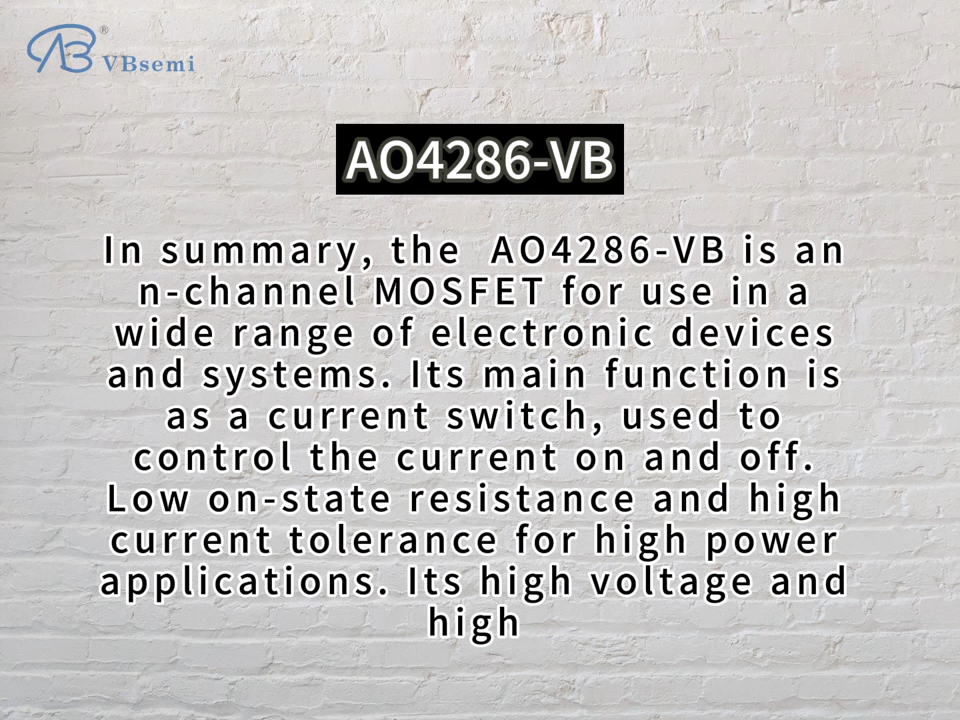 VBsemi
®
AO4286-VB
In summary, the AO4286-VB is an
n-channel MOSFET for use in a
wide range of electronic devices
and systems. Its main function is
as a current switch, used to
control the current on and off.
Low on-state resistance and high
current tolerance for high power
applications. Its high voltage and
high